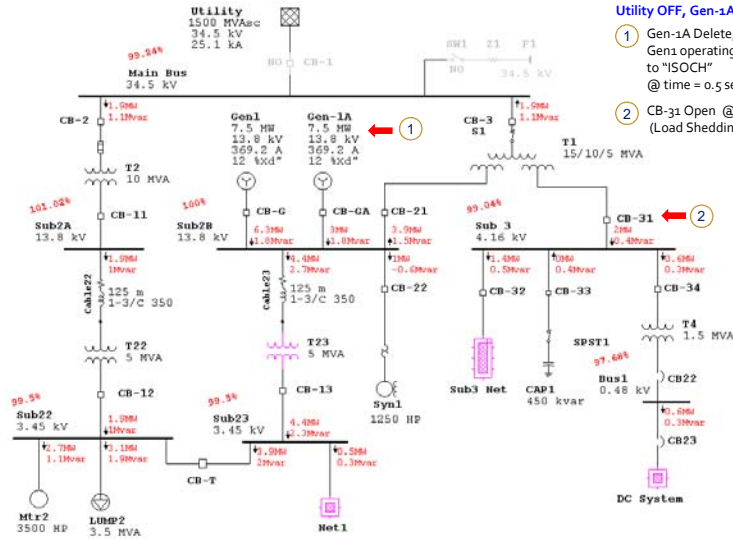 Utility
1500 MVAsc
34.5 kV
25.1 kA
Utility OFF, Gen-1A
1 Gen-1A Delete,
Gen1 operating
to “ISOCH”
@ time = 0.5 se
2 CB-31 Open @
(Load Sheddin
99.24%
Main Bus
34.5 kV
NO CB-1
SW1 Z1 F1
NO
34.5 kV
CB-2
1.9MW
1.1Mvar
CB-3
S1
1.9MW
1.1Mvar
Gen1
7.5 MW
13.8 kV
369.2 A
12 %Xd"
Gen-1A
7.5 MW
13.8 kV
369.2 A
12 %Xd"
1
T1
15/10/5 MVA
T2
10 MVA
101.02%
CB-11
Sub2A
13.8 kV
100%
Sub2B
13.8 kV
CB-G
6.3MW
1.8Mvar
CB-GA
3MW
1.8Mvar
CB-21
3.9MW
1.5Mvar
99.04%
Sub 3
4.16 kV
CB-31
2MW
0.4Mvar
2
1.9MW
1Mvar
4.4MW
2.7Mvar
1MW
-0.6Mvar
CB-22
1.4MW
0.5Mvar
CB-32
0MW
0.4Mvar
CB-33
0.6MW
0.3Mvar
CB-34
Cable22
125 m
1-3/C 350
Cable23
125 m
1-3/C 350
T22
5 MVA
T23
5 MVA
T4
1.5 MVA
SPST1
97.68%
Bus1
0.48 kV
CB22
CB-12
CB-13
Syn1
1250 HP
Sub3 Net
CAP1
450 kvar
0.6MW
0.3Mvar
CB23
99.5%
Sub22
3.45 kV
1.9MW
1Mvar
99.3%
Sub23
3.45 kV
4.4MW
2.3Mvar
2.7MW
1.1Mvar
3.1MW
1.9Mvar
CB-T
3.9MW
2Mvar
0.5MW
0.3Mvar
DC System
Mtr2
3500 HP
LUMP2
3.5 MVA
Net1